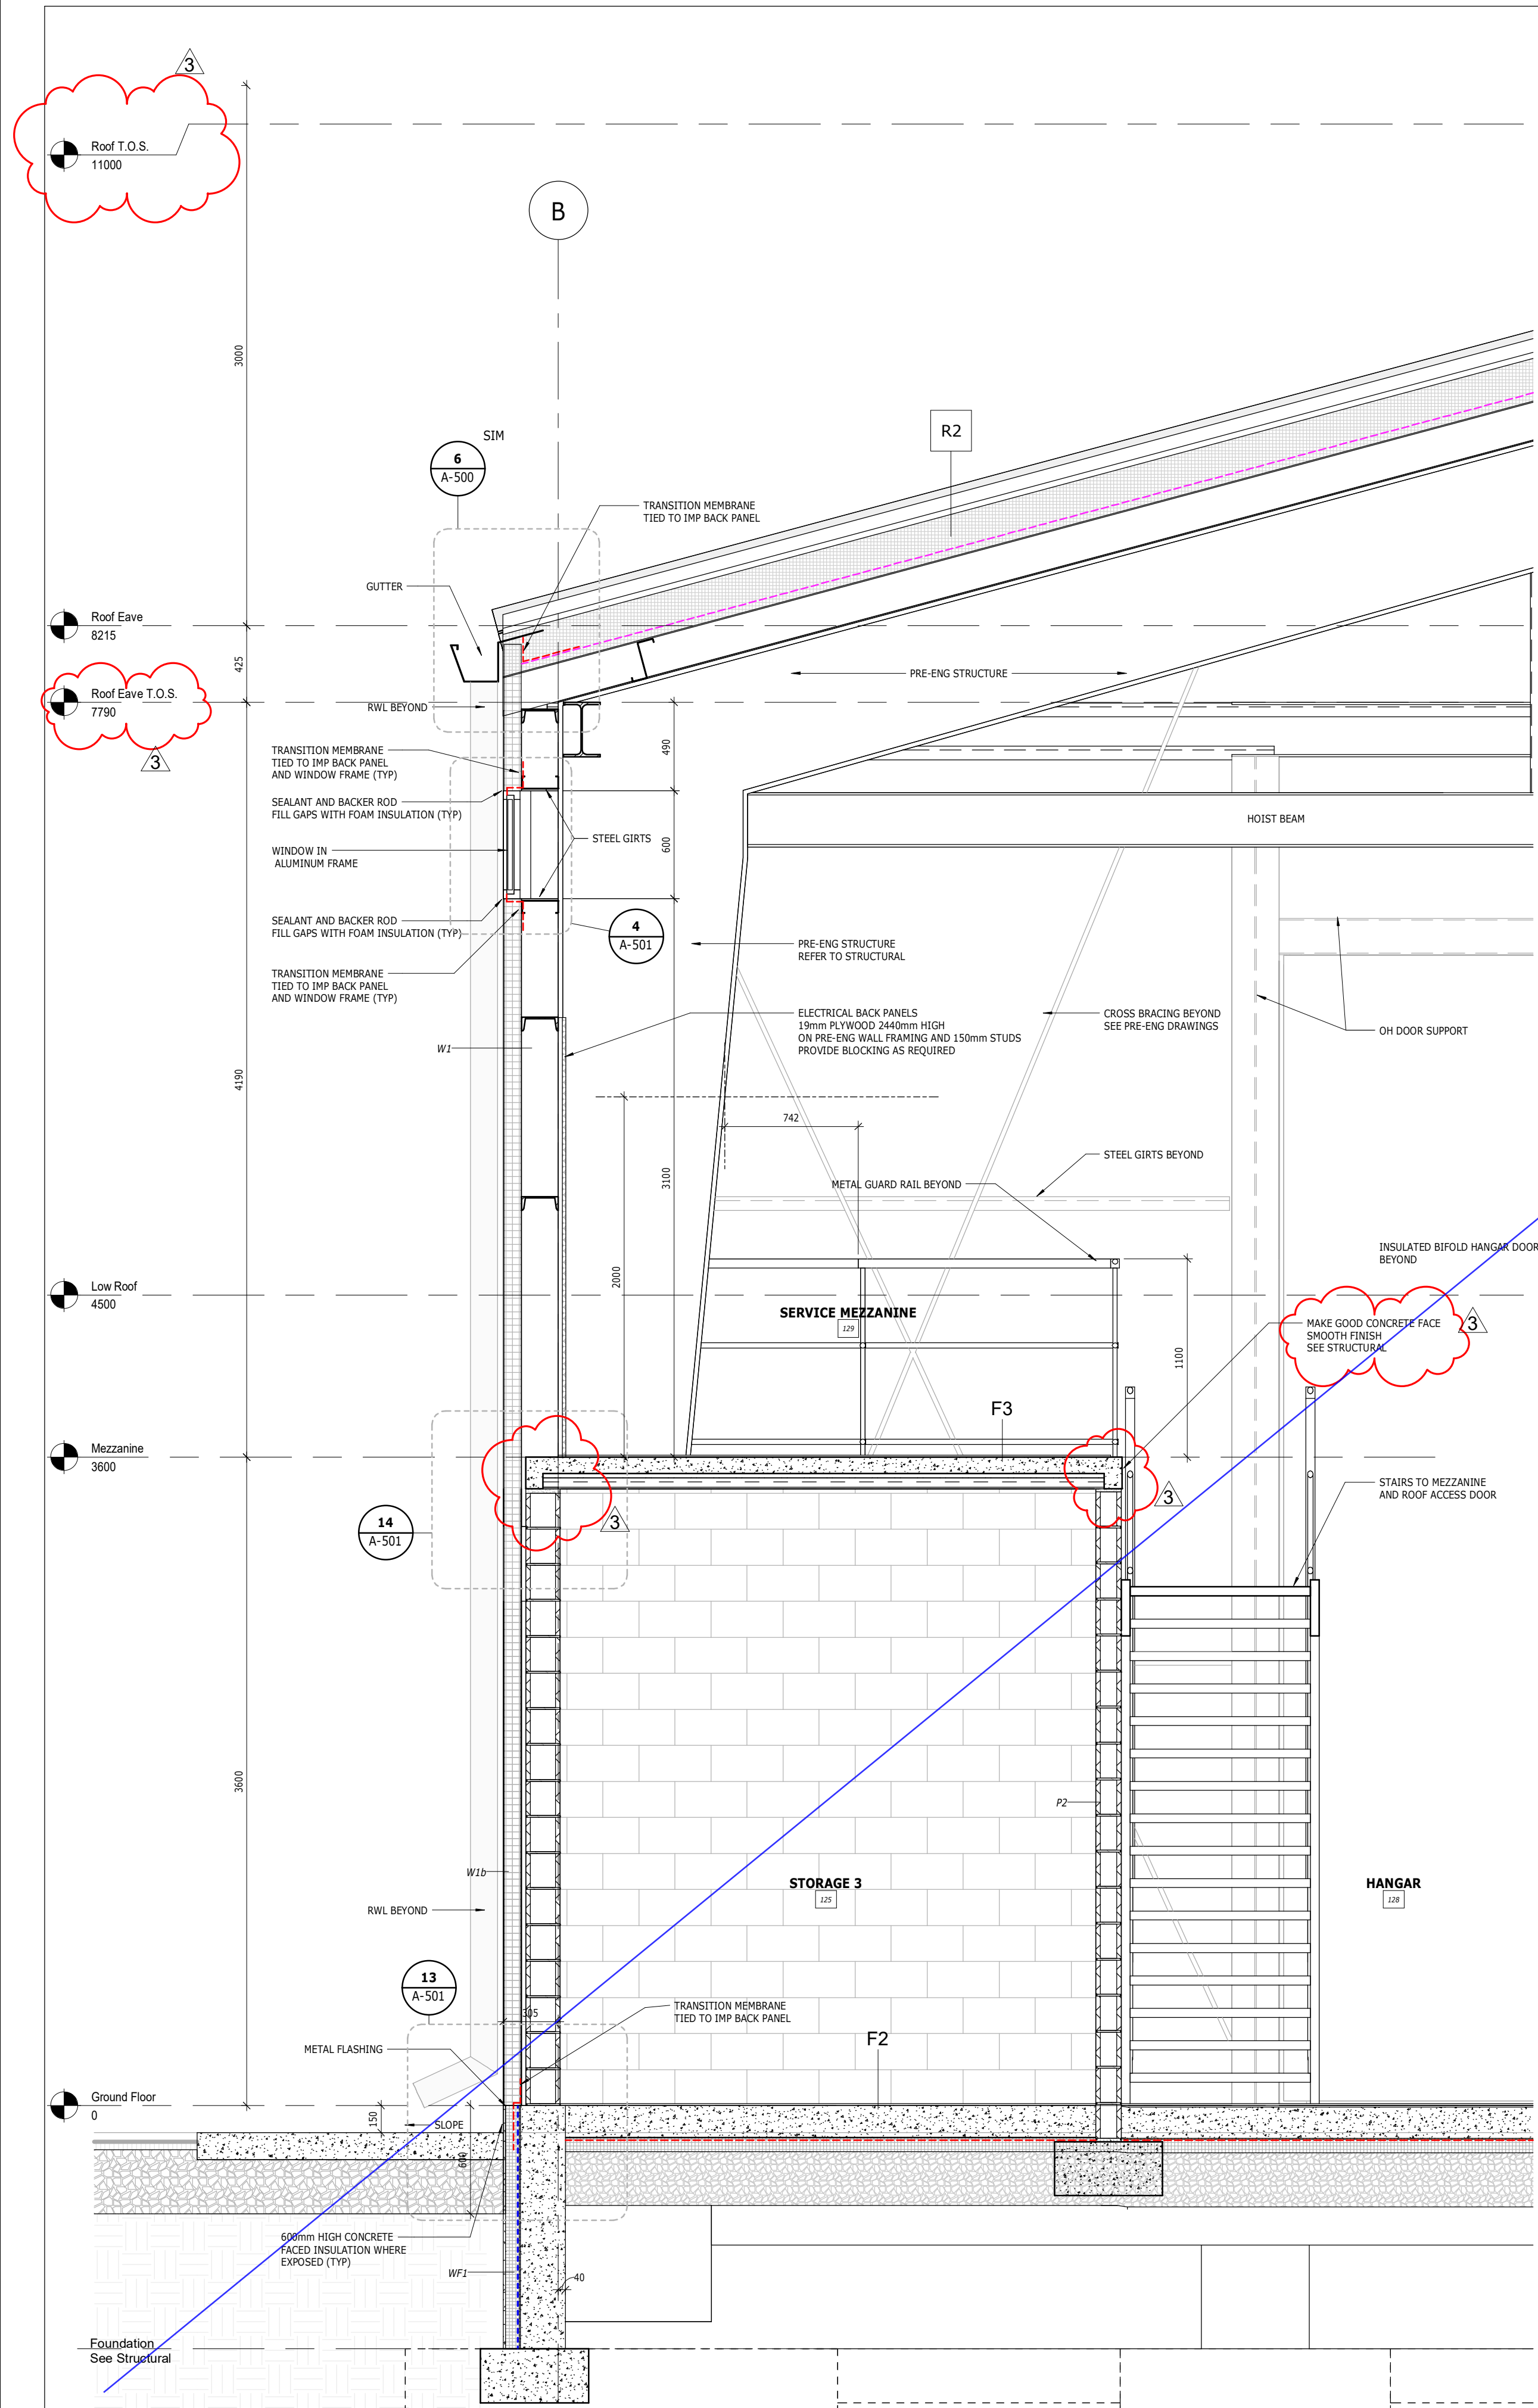 3
Roof T.O.S.
11000
B
3000
R2
SIM
6
A-500
TRANSITION MEMBRANE
TIED TO IMP BACK PANEL
GUTTER
Roof Eave
8215
425
PRE-ENG STRUCTURE
Roof Eave T.O.S.
7790
3
RWL BEYOND
490
TRANSITION MEMBRANE
TIED TO IMP BACK PANEL
AND WINDOW FRAME (TYP)
SEALANT AND BACKER ROD
FILL GAPS WITH FOAM INSULATION (TYP)
HOIST BEAM
STEEL GIRTS
600
WINDOW IN
ALUMINUM FRAME
SEALANT AND BACKER ROD
FILL GAPS WITH FOAM INSULATION (TYP)
4
A-501
PRE-ENG STRUCTURE
REFER TO STRUCTURAL
TRANSITION MEMBRANE
TIED TO IMP BACK PANEL
AND WINDOW FRAME (TYP)
ELECTRICAL BACK PANELS
19mm PLYWOOD 2440mm HIGH
ON PRE-ENG WALL FRAMING AND 150mm STUDS
PROVIDE BLOCKING AS REQUIRED
CROSS BRACING BEYOND
SEE PRE-ENG DRAWINGS
OH DOOR SUPPORT
W1
4190
742
STEEL GIRTS BEYOND
3100
METAL GUARD RAIL BEYOND
INSULATED BIFOLD HANGAR DOOR
BEYOND
2000
Low Roof
4500
SERVICE MEZZANINE
129
MAKE GOOD CONCRETE FACE
SMOOTH FINISH
SEE STRUCTURAL
3
1100
F3
Mezzanine
3600
STAIRS TO MEZZANINE
AND ROOF ACCESS DOOR
3
3
14
A-501
3600
P2
W1b
STORAGE 3
125
HANGAR
128
RWL BEYOND
13
A-501
305
TRANSITION MEMBRANE
TIED TO IMP BACK PANEL
METAL FLASHING
F2
Ground Floor
0
150
SLOPE
600
600mm HIGH CONCRETE
FACED INSULATION WHERE
EXPOSED (TYP)
WF1
40
Foundation
See Structural